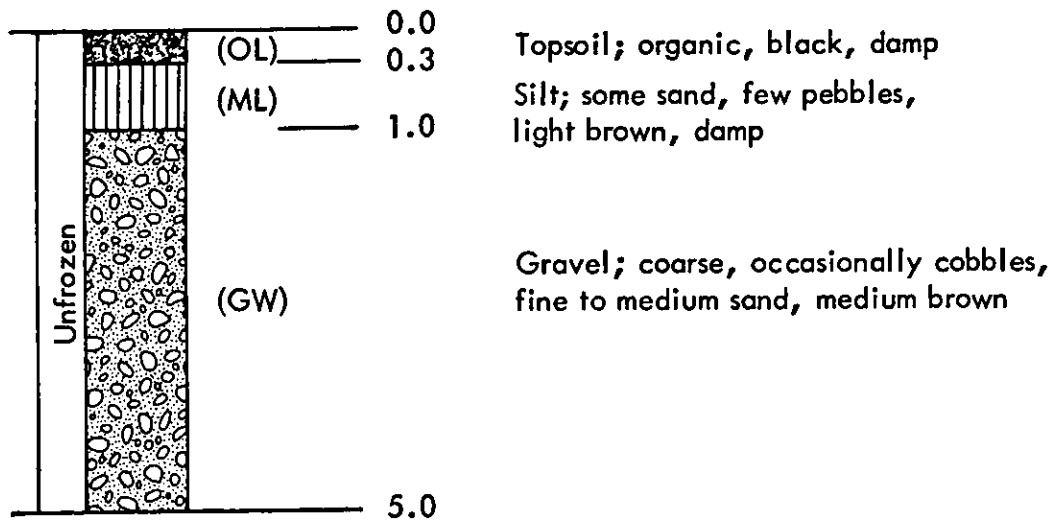 0.0
(OL) 0.3 Topsoil; organic, black, damp
(ML) Silt; some sand, few pebbles,
1.0 light brown, damp
Unfrozen
(GW) Gravel; coarse, occasionally cobbles,
fine to medium sand, medium brown
5.0